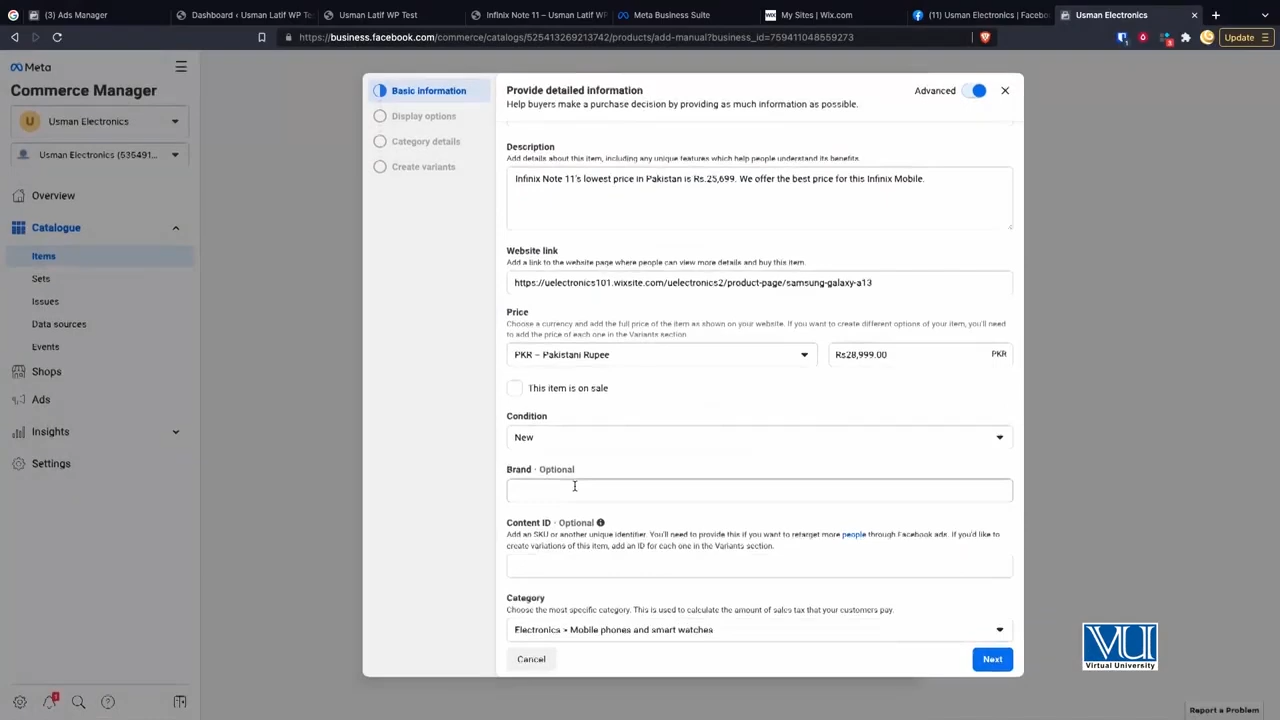 (3) Ads Manager
Dashboard ‹ Usman Latif WP Te
Usman Latif WP Test
Infinix Note 11 – Usman Latif WP
Meta Business Suite
My Sites | Wix.com
(11) Usman Electronics | Facebo
Usman Electronics
https://business.facebook.com/commerce/catalogs/525413269213742/products/add-manual?business_id=759411048559273
Update
Meta
Commerce Manager
Usman Electronics
Usman Electronics (535491...
Overview
Catalogue
Items
Sets
Issues
Data sources
Events
Shops
Ads
Insights
Settings
Basic information
Display options
Category details
Create variants
Provide detailed information
Advanced
Help buyers make a purchase decision by providing as much information as possible.
Description
Add details about this item, including any unique features which help people understand its benefits.
Infinix Note 11's lowest price in Pakistan is Rs.25,699. We offer the best price for this Infinix Mobile.
Website link
Add a link to the website page where people can view more details and buy this item.
https://uelectronics101.wixsite.com/uelectronics2/product-page/samsung-galaxy-a13
Price
Choose a currency and add the full price of the item as shown on your website. If you want to create different options of your item, you'll need
to add the price of each one in the Variants section.
PKR – Pakistani Rupee
Rs28,999.00
PKR
This item is on sale
Condition
New
Brand · Optional
Content ID · Optional
Add an SKU or another unique identifier. You'll need to provide this if you want to retarget more people through Facebook ads. If you'd like to
create variations of this item, add an ID for each one in the Variants section.
Category
Choose the most specific category. This is used to calculate the amount of sales tax that your customers pay.
Electronics > Mobile phones and smart watches
Cancel
Next
VU
Virtual University
Report a Problem